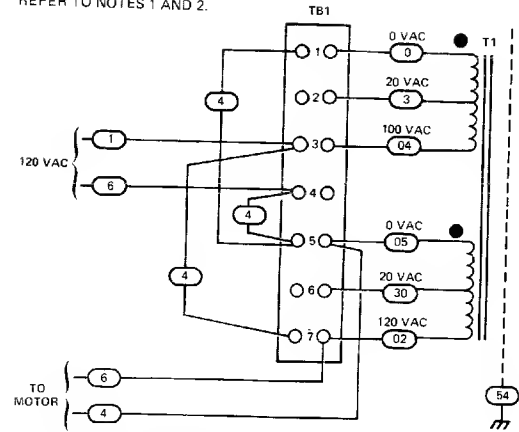 REFER TO NOTES 1 AND 2.
TB1
T1
1
0 VAC
0
2
20 VAC
3
4
100 VAC
04
120 VAC
1
3
6
4
4
5
0 VAC
05
4
6
20 VAC
30
7
120 VAC
02
TO
MOTOR
6
4
54